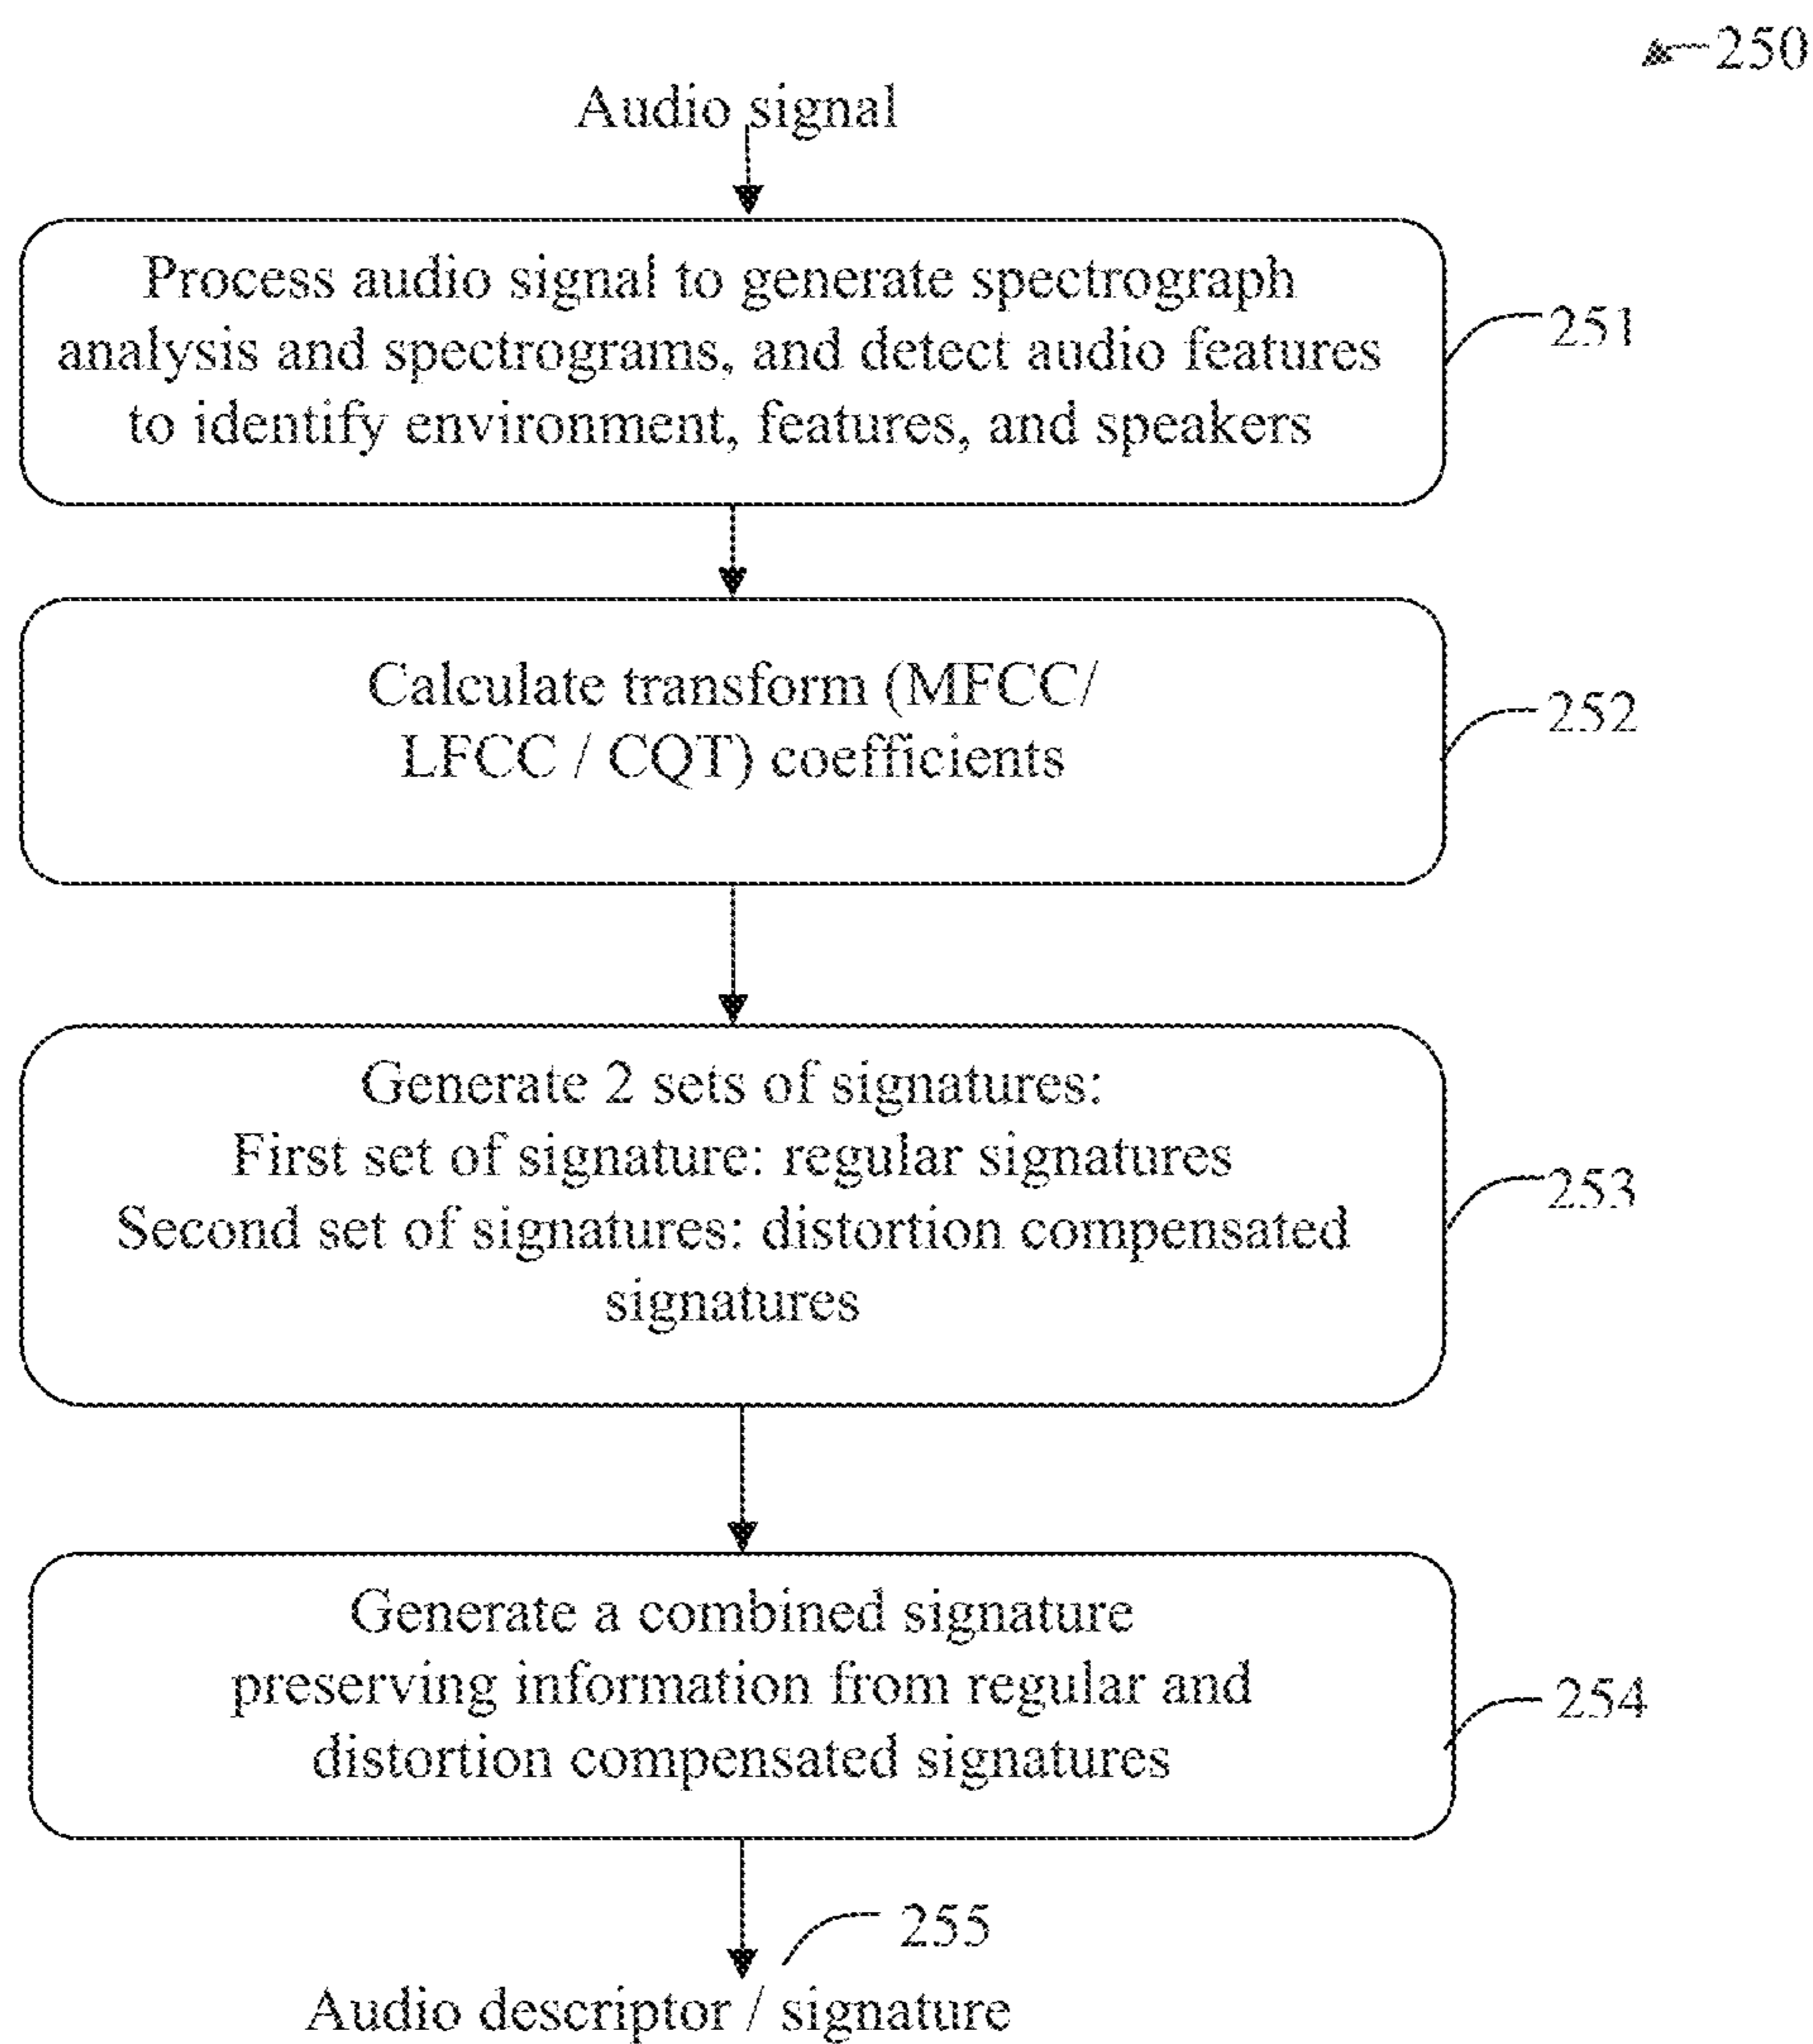 250
Audio signal
Process audio signal to generate spectrograph
analysis and spectrograms, and detect audio features
to identify environment, features, and speakers
251
Calculate transform (MFCC/
LFCC / CQT) coefficients
252
Generate 2 sets of signatures:
First set of signature: regular signatures
Second set of signatures: distortion compensated
signatures
253
Generate a combined signature
preserving information from regular and
distortion compensated signatures
254
255
Audio descriptor / signature